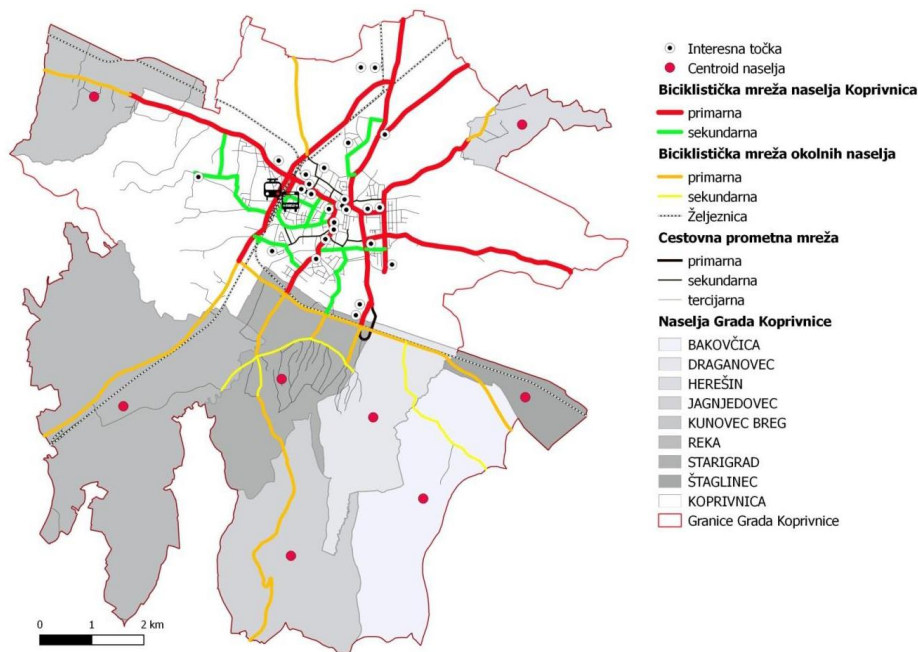 Interesna točka
Centroid naselja
Biciklistička mreža naselja Koprivnica
primarna
sekundarna
Biciklistička mreža okolnih naselja
primarna
sekundarna
Željeznica
Cestovna prometna mreža
primarna
sekundarna
tercijarna
Naselja Grada Koprivnice
BAKOVČICA
DRAGANOVEC
HEREŠIN
JAGNJEDOVEC
KUNOVEC BREG
REKA
STARIGRAD
ŠTAGLINEC
KOPRIVNICA
Granice Grada Koprivnice
0 1 2 km